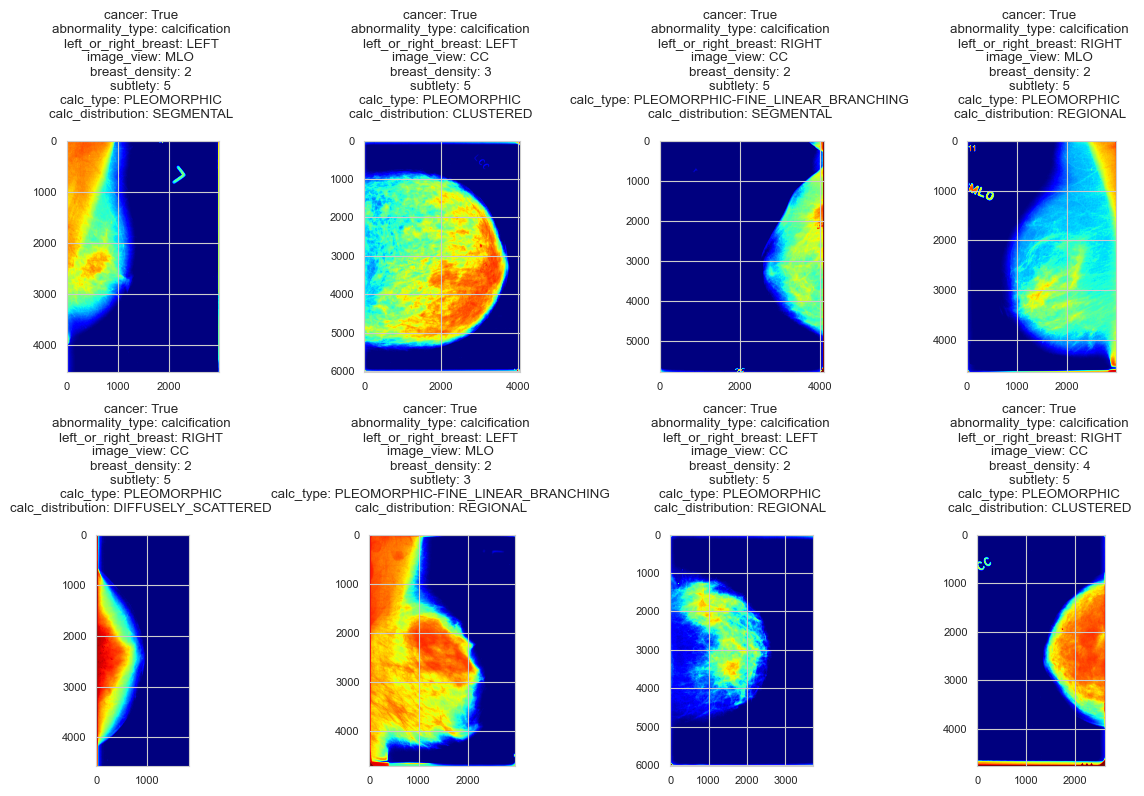 cancer: True
abnormality_type: calcification
left_or_right_breast: LEFT
image_view: MLO
breast_density: 2
subtlety: 5
calc_type: PLEOMORPHIC
calc_distribution: SEGMENTAL
0
1000
2000
3000
4000
0 1000 2000
cancer: True
abnormality_type: calcification
left_or_right_breast: LEFT
image_view: CC
breast_density: 3
subtlety: 5
calc_type: PLEOMORPHIC
calc_distribution: CLUSTERED
0
1000
2000
3000
4000
5000
6000
0 2000 4000
cancer: True
abnormality_type: calcification
left_or_right_breast: RIGHT
image_view: CC
breast_density: 2
subtlety: 5
calc_type: PLEOMORPHIC-FINE_LINEAR_BRANCHING
calc_distribution: SEGMENTAL
0
1000
2000
3000
4000
5000
0 2000 4000
cancer: True
abnormality_type: calcification
left_or_right_breast: RIGHT
image_view: MLO
breast_density: 2
subtlety: 5
calc_type: PLEOMORPHIC
calc_distribution: REGIONAL
0
11
1000
MLO
2000
3000
4000
0 1000 2000
cancer: True
abnormality_type: calcification
left_or_right_breast: RIGHT
image_view: CC
breast_density: 2
subtlety: 5
calc_type: PLEOMORPHIC
calc_distribution: DIFFUSELY_SCATTERED
0
1000
2000
3000
4000
0 1000
cancer: True
abnormality_type: calcification
left_or_right_breast: LEFT
image_view: MLO
breast_density: 2
subtlety: 3
calc_type: PLEOMORPHIC-FINE_LINEAR_BRANCHING
calc_distribution: REGIONAL
0
1000
2000
3000
4000
0 1000 2000
cancer: True
abnormality_type: calcification
left_or_right_breast: LEFT
image_view: CC
breast_density: 2
subtlety: 5
calc_type: PLEOMORPHIC
calc_distribution: REGIONAL
0
1000
2000
3000
4000
5000
6000
0 1000 2000 3000
cancer: True
abnormality_type: calcification
left_or_right_breast: RIGHT
image_view: CC
breast_density: 4
subtlety: 5
calc_type: PLEOMORPHIC
calc_distribution: CLUSTERED
0
CC
1000
2000
3000
4000
0 2000